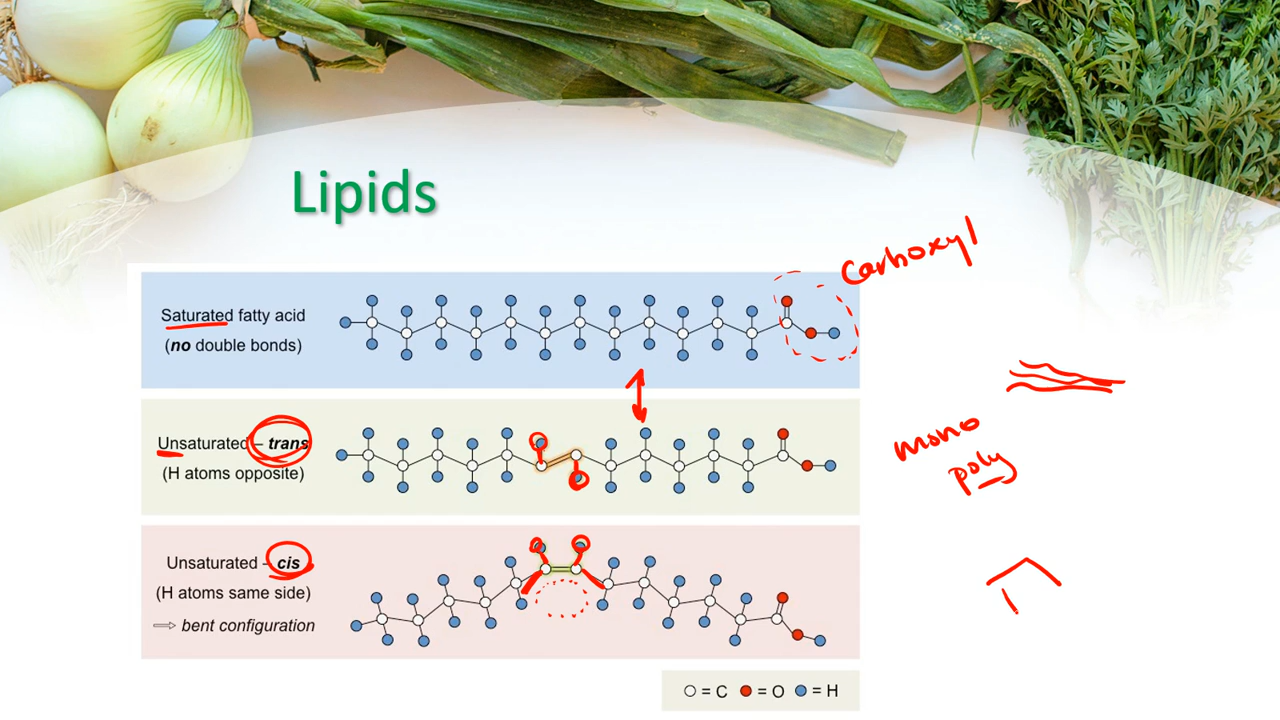 Lipids
Carboxyl
Saturated fatty acid
(no double bonds)
Unsaturated – trans
(H atoms opposite)
mono
poly
Unsaturated – cis
(H atoms same side)
⇒ bent configuration
= C = O = H